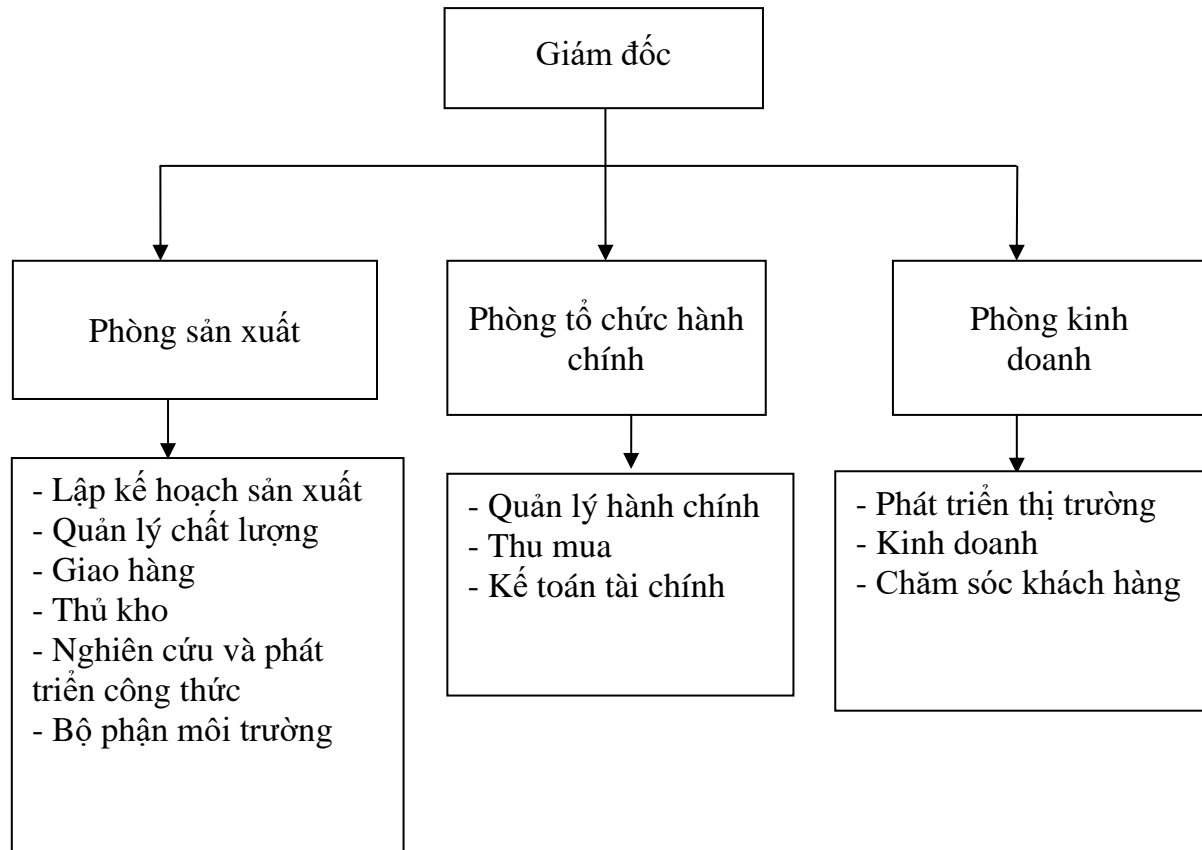 Giám đốc
Phòng sản xuất
Phòng tổ chức hành
chính
Phòng kinh
doanh
- Lập kế hoạch sản xuất
- Quản lý chất lượng
- Giao hàng
- Thủ kho
- Nghiên cứu và phát
triển công thức
- Bộ phận môi trường
- Quản lý hành chính
- Thu mua
- Kế toán tài chính
- Phát triển thị trường
- Kinh doanh
- Chăm sóc khách hàng